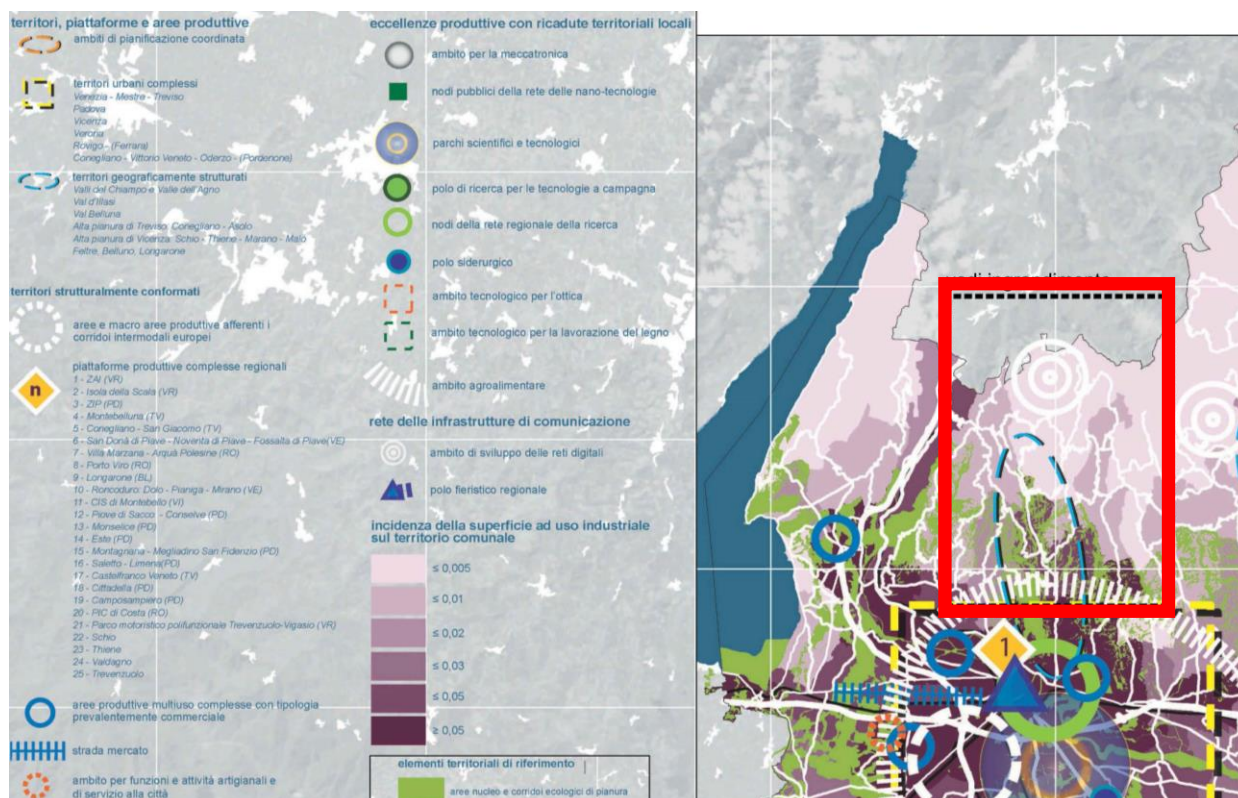 territori, piattaforme e aree produttive
ambiti di pianificazione coordinata
territori urbani complessi
Venezia - Mestre - Treviso
Padova
Vicenza
Verona
Rovigo - (Ferrara)
Conegliano - Vittorio Veneto - Oderzo - (Pordenone)
territori geograficamente strutturati
Valli del Chiampo e Valle dell'Agno
Val d'Illasi
Val Belluna
Alta pianura di Treviso: Conegliano - Asolo
Alta pianura di Vicenza: Schio - Thiene - Marano - Malo
Feltre, Belluno, Longarone
territori strutturalmente conformati
aree e macro aree produttive afferenti i
corridoi intermodali europei
n
piattaforme produttive complesse regionali
1 - ZAI (VR)
2 - Isola della Scala (VR)
3 - ZIP (PD)
4 - Montebelluna (TV)
5 - Conegliano - San Giacomo (TV)
6 - San Donà di Piave - Noventa di Piave - Fossalta di Piave(VE)
7 - Villa Marzana - Arquà Polesine (RO)
8 - Porto Viro (RO)
9 - Longarone (BL)
10 - Roncoduro: Dolo - Pianiga - Mirano (VE)
11 - CIS di Montebello (VI)
12 - Piove di Sacco - Conselve (PD)
13 - Monselice (PD)
14 - Este (PD)
15 - Montagnana - Megliadino San Fidenzio (PD)
16 - Saletto - Limena(PD)
17 - Castelfranco Veneto (TV)
18 - Cittadella (PD)
19 - Camposampiero (PD)
20 - PIC di Costa (RO)
21 - Parco motoristico polifunzionale Trevenzuolo-Vigasio (VR)
22 - Schio
23 - Thiene
24 - Valdagno
25 - Trevenzuolo
aree produttive multiuso complesse con tipologia
prevalentemente commerciale
strada mercato
ambito per funzioni e attività artigianali e
di servizio alla città
eccellenze produttive con ricadute territoriali locali
ambito per la meccatronica
nodi pubblici della rete delle nano-tecnologie
parchi scientifici e tecnologici
polo di ricerca per le tecnologie a campagna
nodi della rete regionale della ricerca
polo siderurgico
ambito tecnologico per l'ottica
ambito tecnologico per la lavorazione del legno
ambito agroalimentare
rete delle infrastrutture di comunicazione
ambito di sviluppo delle reti digitali
polo fieristico regionale
incidenza della superficie ad uso industriale
sul territorio comunale
≤ 0,005
≤ 0,01
≤ 0,02
≤ 0,03
≤ 0,05
≥ 0,05
elementi territoriali di riferimento
aree nucleo e corridoi ecologici di pianura
1